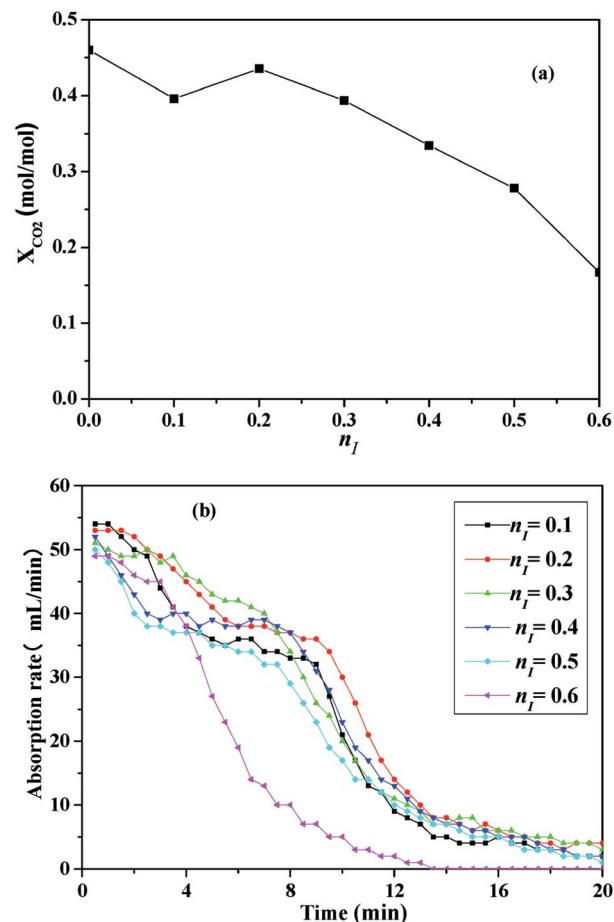 0.5
(a)
0.4
0.3
0.2
0.1
0.0
X_CO2 (mol/mol)
0.0 0.1 0.2 0.3 0.4 0.5 0.6
n_I
60
(b)
50
40
30
20
10
0
Absorption rate( mL/min)
n_I= 0.1
n_I= 0.2
n_I= 0.3
n_I= 0.4
n_I= 0.5
n_I= 0.6
0 4 8 12 16 20
Time (min)